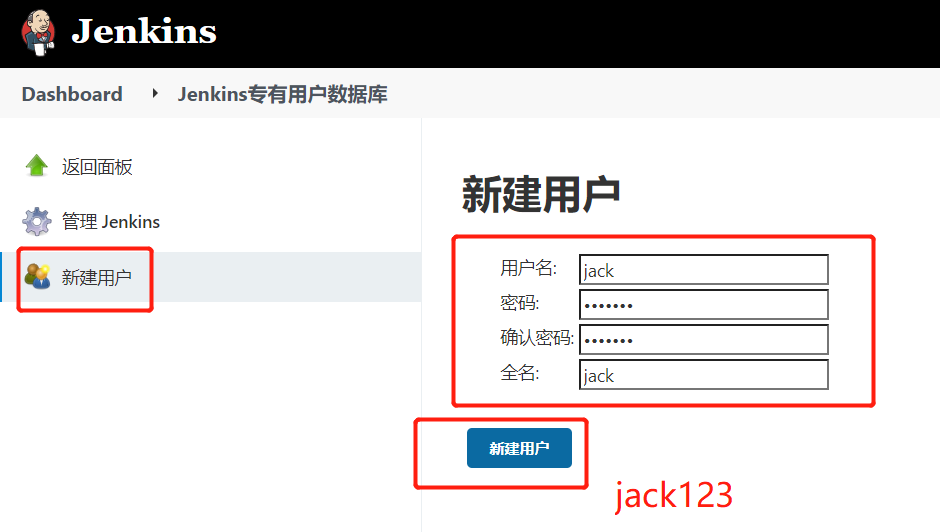 Jenkins
Dashboard ▸ Jenkins专有用户数据库
返回面板
管理 Jenkins
新建用户
新建用户
用户名: jack
密码: •••••••
确认密码: •••••••
全名: jack
新建用户
jack123